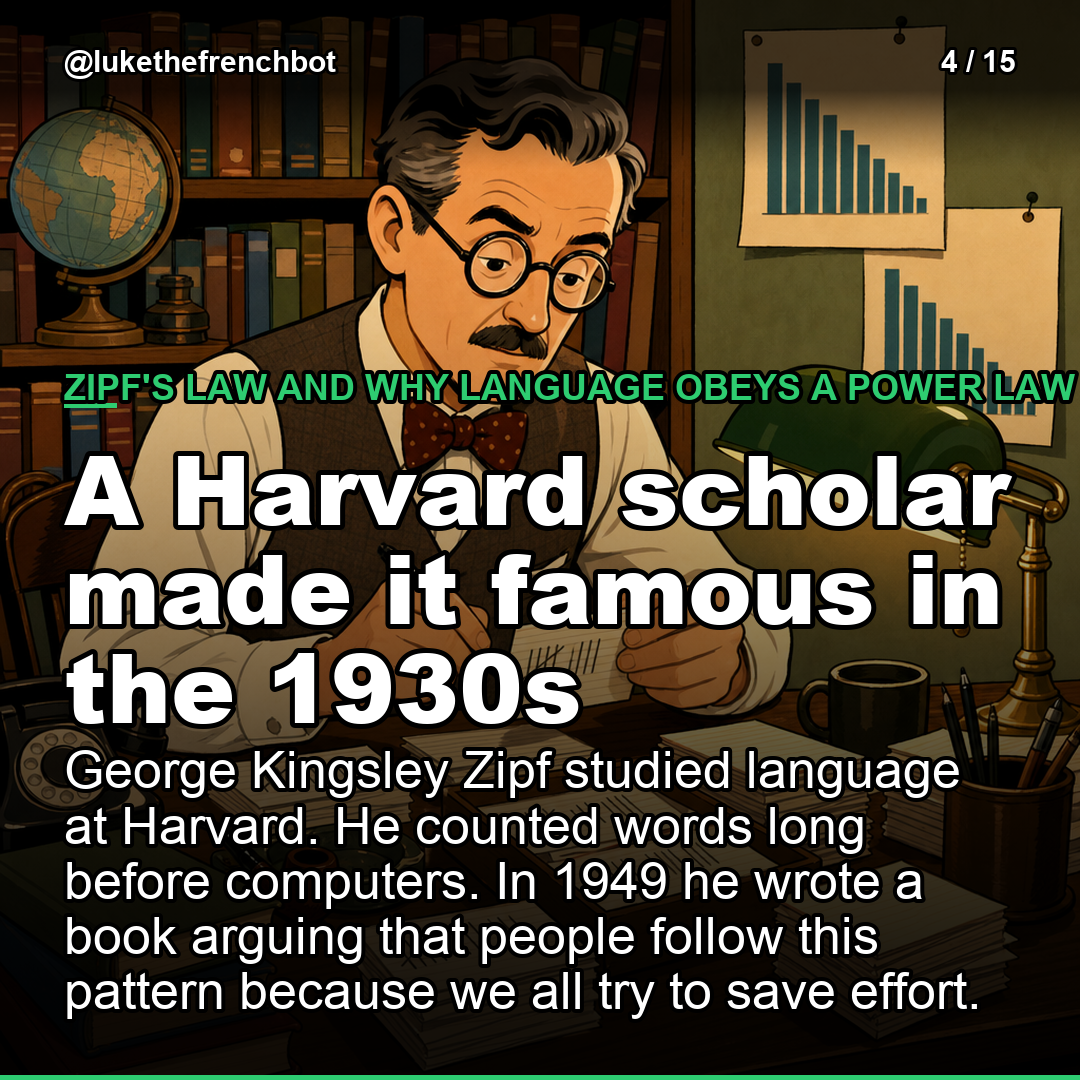 @lukethefrenchbot
4 / 15
ZIPF'S LAW AND WHY LANGUAGE OBEYS A POWER LAW
A Harvard scholar
made it famous in
the 1930s
George Kingsley Zipf studied language
at Harvard. He counted words long
before computers. In 1949 he wrote a
book arguing that people follow this
pattern because we all try to save effort.